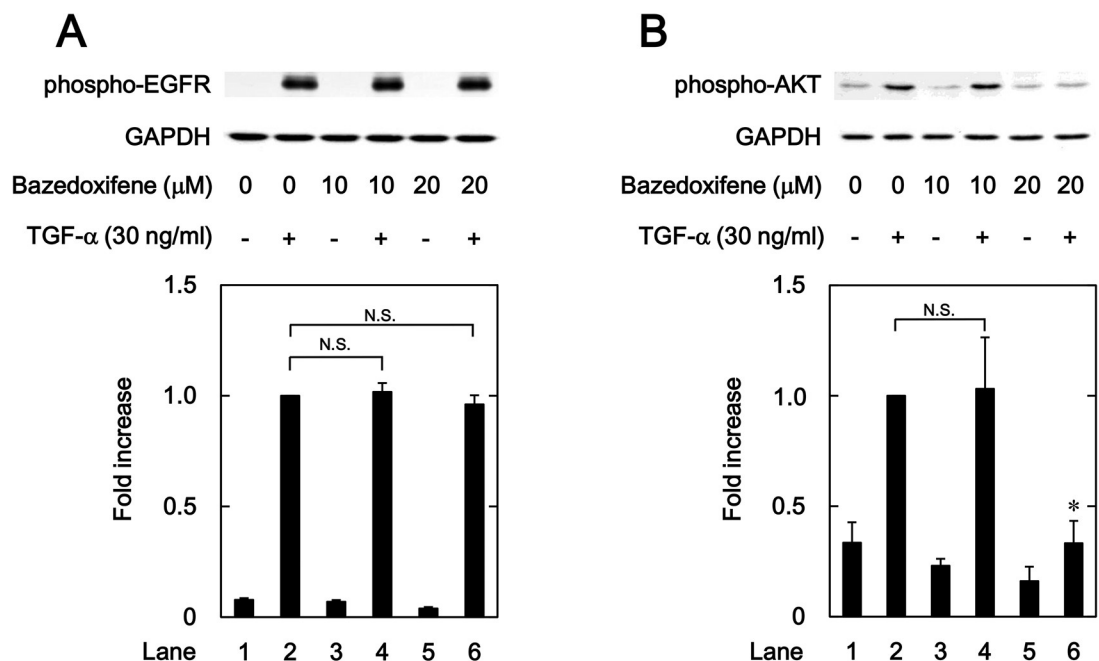 A
phospho-EGFR
GAPDH
Bazedoxifene (μM) 0 0 10 10 20 20
TGF-α (30 ng/ml) - + - + - +
1.5
N.S.
N.S.
1.0
Fold increase
0.5
0
Lane 1 2 3 4 5 6
B
phospho-AKT
GAPDH
Bazedoxifene (μM) 0 0 10 10 20 20
TGF-α (30 ng/ml) - + - + - +
1.5
N.S.
1.0
Fold increase
0.5
*
0
Lane 1 2 3 4 5 6